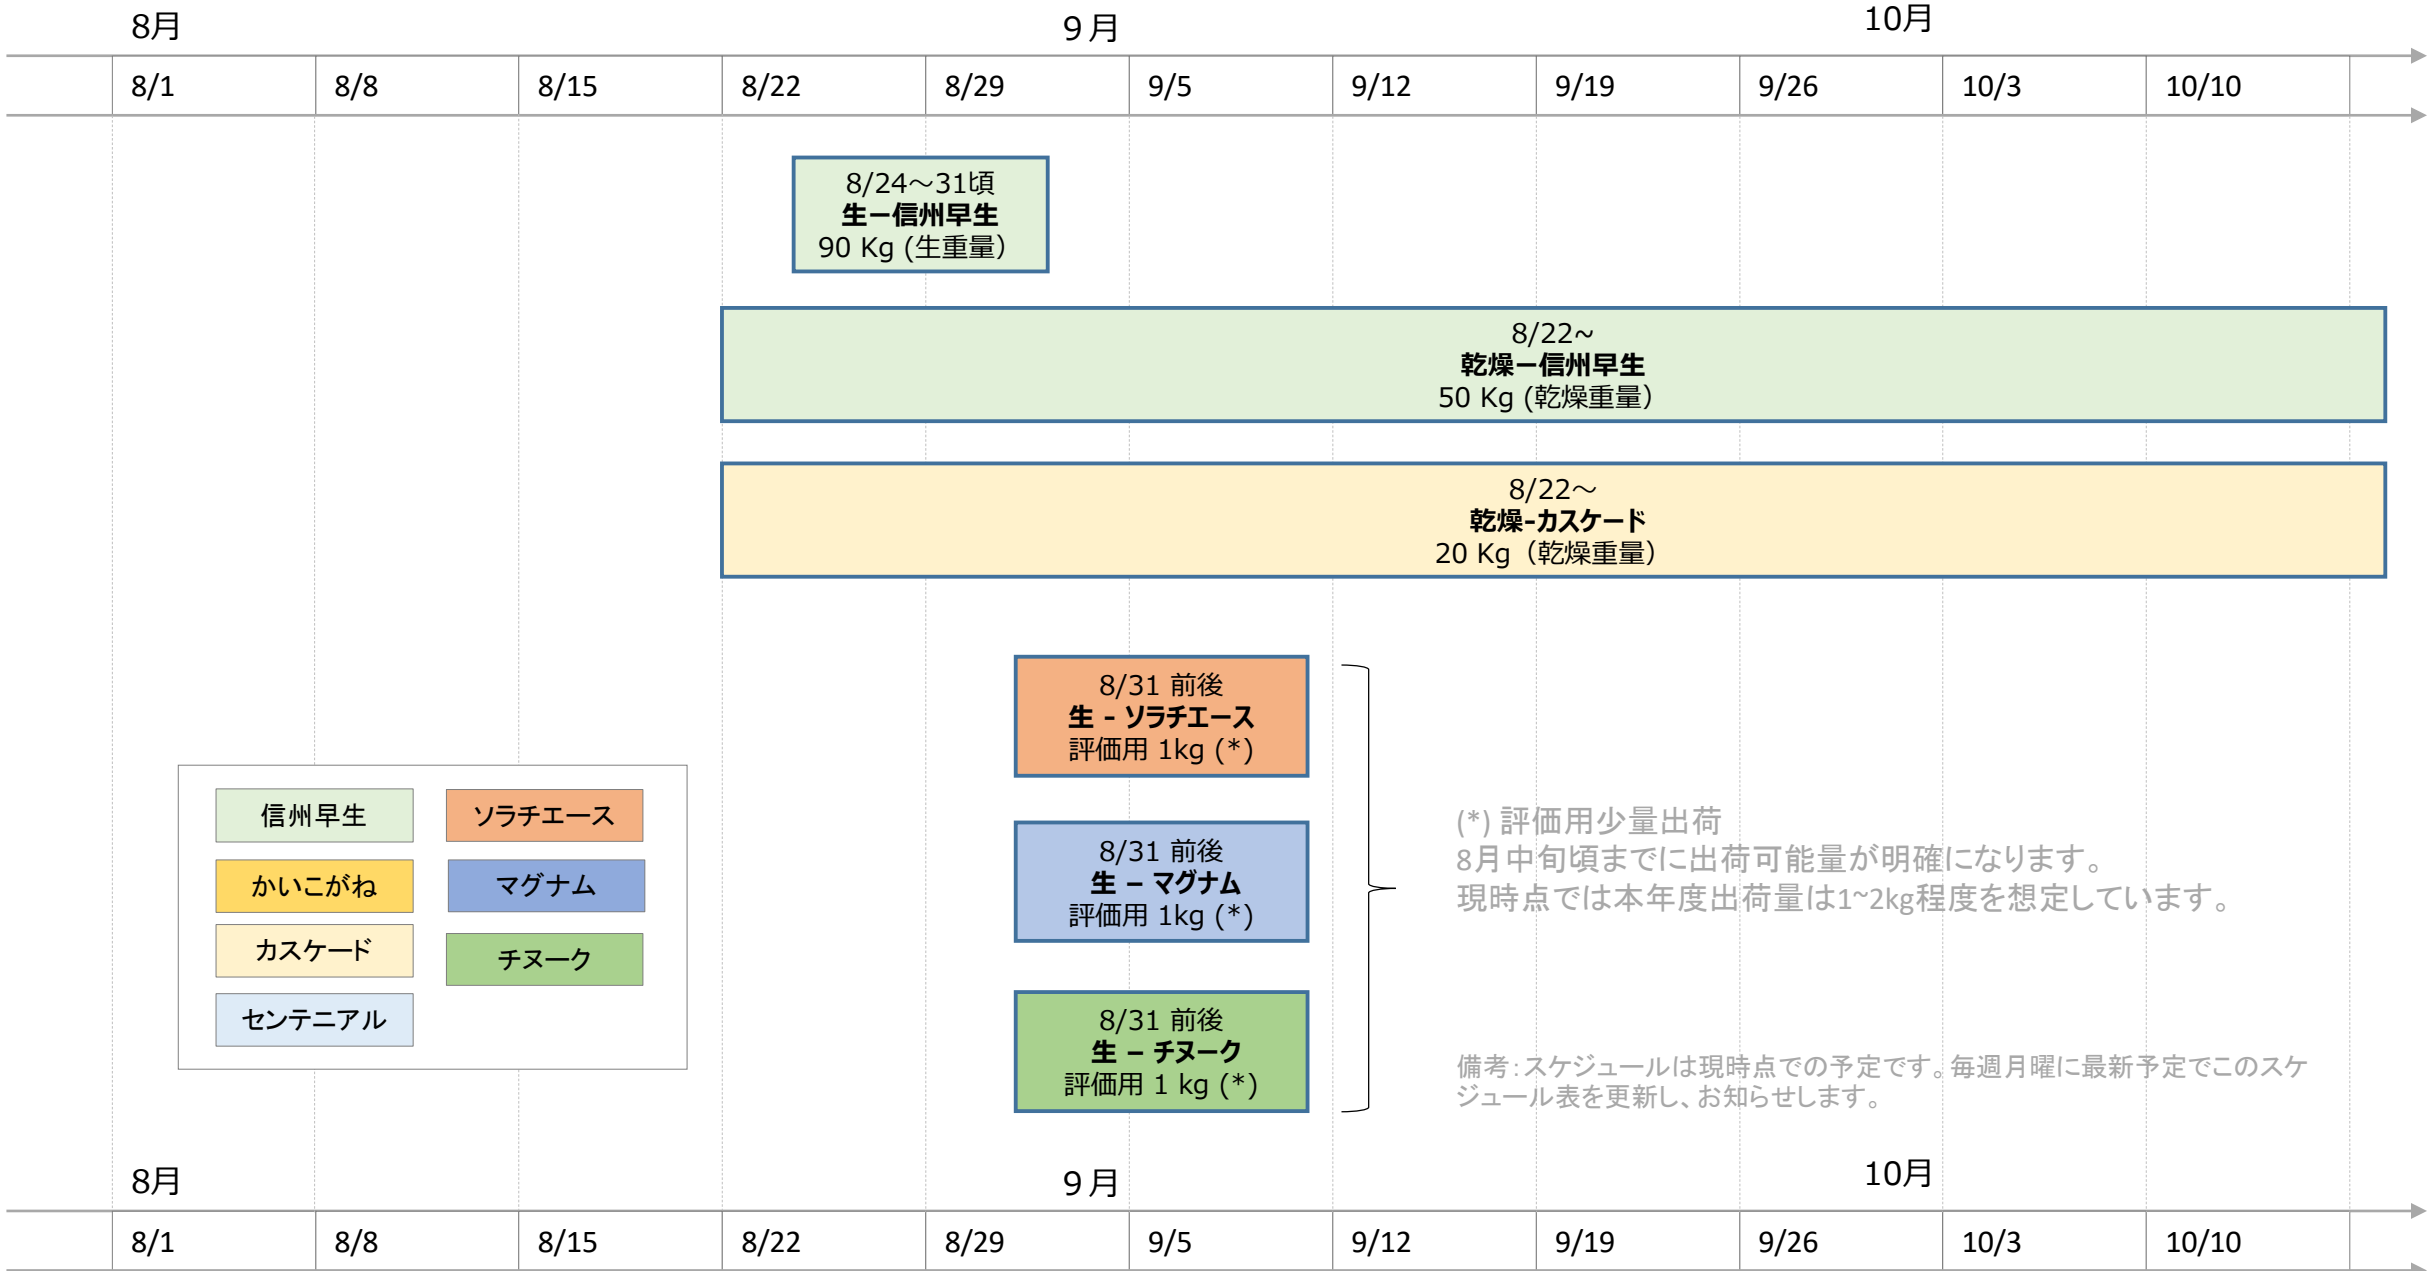 8月
９月
10月
8/1
8/8
8/15
8/22
8/29
9/5
9/12
9/19
9/26
10/3
10/10
8/24～31頃
生ー信州早生
90 Kg (生重量）
8/22~
乾燥ー信州早生
50 Kg (乾燥重量）
8/22～
乾燥-カスケード
20 Kg（乾燥重量）
8/31 前後
生 - ソラチエース
評価用 1kg (*)
8/31 前後
生 – マグナム
評価用 1kg (*)
8/31 前後
生 – チヌーク
評価用 1 kg (*)
信州早生
ソラチエース
かいこがね
マグナム
カスケード
チヌーク
センテニアル
(*) 評価用少量出荷
8月中旬頃までに出荷可能量が明確になります。
現時点では本年度出荷量は1~2kg程度を想定しています。
備考：スケジュールは現時点での予定です。毎週月曜に最新予定でこのスケ
ジュール表を更新し、お知らせします。
8月
９月
10月
8/1
8/8
8/15
8/22
8/29
9/5
9/12
9/19
9/26
10/3
10/10